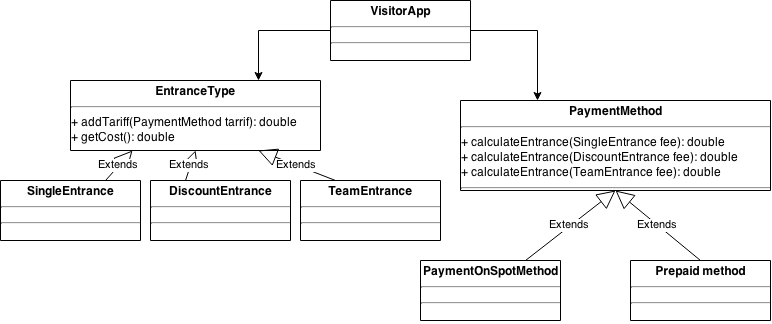 VisitorApp
EntranceType
+ addTariff(PaymentMethod tarrif): double
+ getCost(): double
PaymentMethod
+ calculateEntrance(SingleEntrance fee): double
+ calculateEntrance(DiscountEntrance fee): double
+ calculateEntrance(TeamEntrance fee): double
Extends
Extends
Extends
SingleEntrance
DiscountEntrance
TeamEntrance
Extends
Extends
PaymentOnSpotMethod
Prepaid method